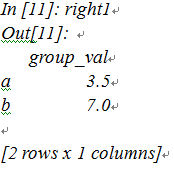 In [11]: right1
Out[11]:
group_val
a 3.5
b 7.0
[2 rows x 1 columns]